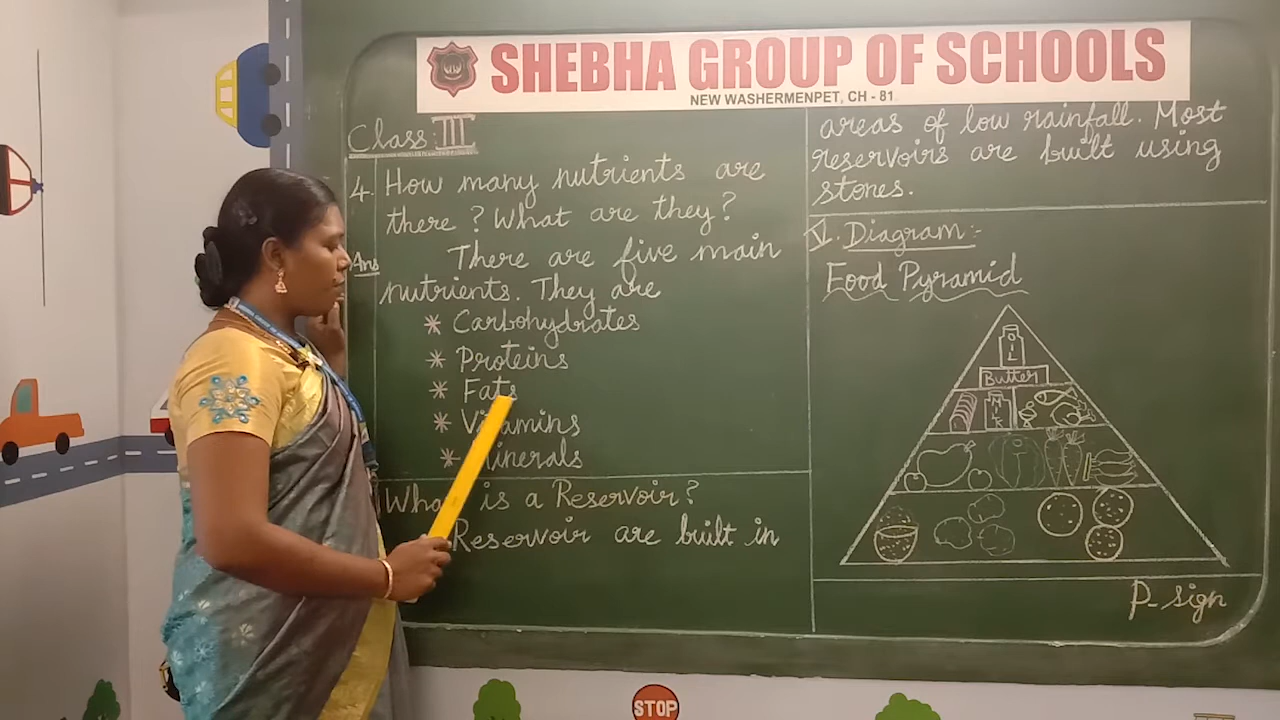 SHEBHA GROUP OF SCHOOLS
NEW WASHERMENPET, CH - 81
Class III
4. How many nutrients are
there? What are they?
Ans There are five main
nutrients. They are
* Carbohydrates
* Proteins
* Fats
* Vitamins
* Minerals
What is a Reservoir?
Reservoir are built in
areas of low rainfall. Most
reservoirs are built using
stones.
V. Diagram :-
Food Pyramid
OIL
Butter
MILK
P- sign
STOP